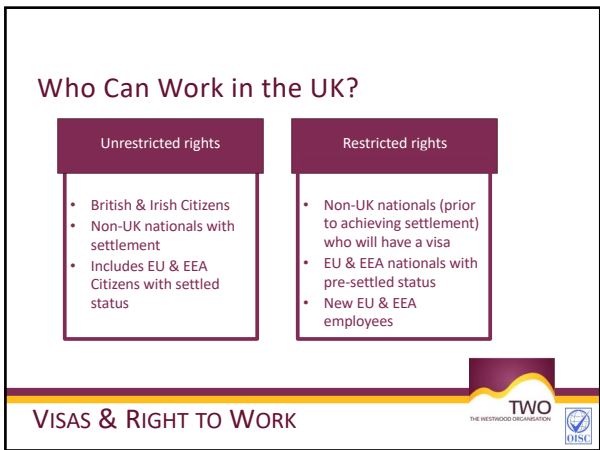 Who Can Work in the UK?
Unrestricted rights
• British & Irish Citizens
• Non-UK nationals with
settlement
• Includes EU & EEA
Citizens with settled
status
Restricted rights
• Non-UK nationals (prior
to achieving settlement)
who will have a visa
• EU & EEA nationals with
pre-settled status
• New EU & EEA
employees
VISAS & RIGHT TO WORK
TWO
THE WESTWOOD ORGANISATION
OISC